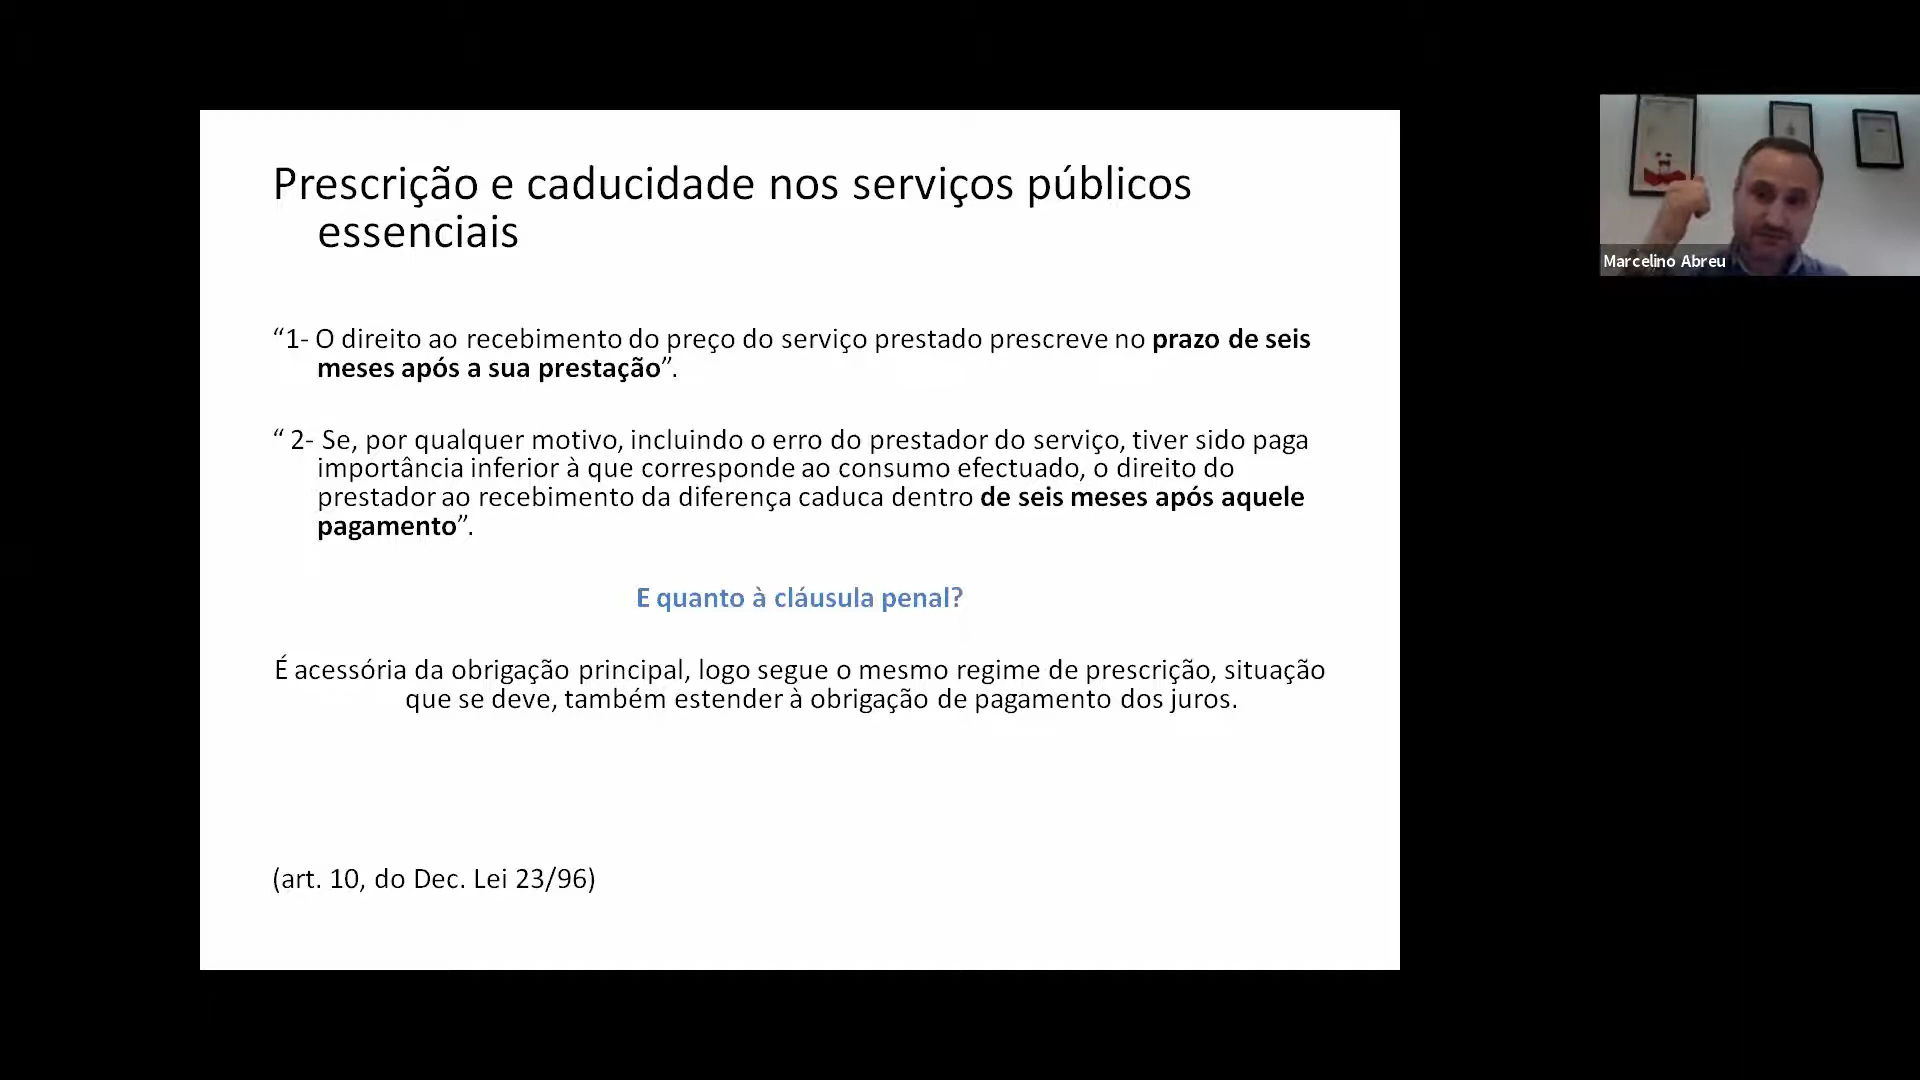 Prescrição e caducidade nos serviços públicos
essenciais
“1- O direito ao recebimento do preço do serviço prestado prescreve no prazo de seis
meses após a sua prestação”.
“ 2- Se, por qualquer motivo, incluindo o erro do prestador do serviço, tiver sido paga
importância inferior à que corresponde ao consumo efectuado, o direito do
prestador ao recebimento da diferença caduca dentro de seis meses após aquele
pagamento”.
E quanto à cláusula penal?
É acessória da obrigação principal, logo segue o mesmo regime de prescrição, situação
que se deve, também estender à obrigação de pagamento dos juros.
(art. 10, do Dec. Lei 23/96)
Marcelino Abreu